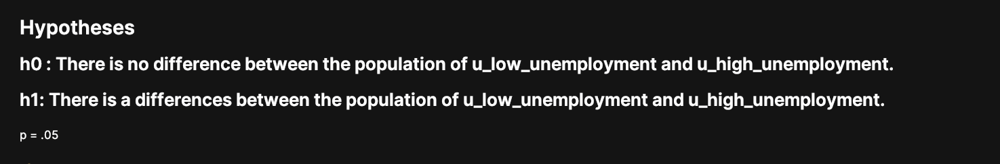 Hypotheses
h0 : There is no difference between the population of u_low_unemployment and u_high_unemployment.
h1: There is a differences between the population of u_low_unemployment and u_high_unemployment.
p = .05